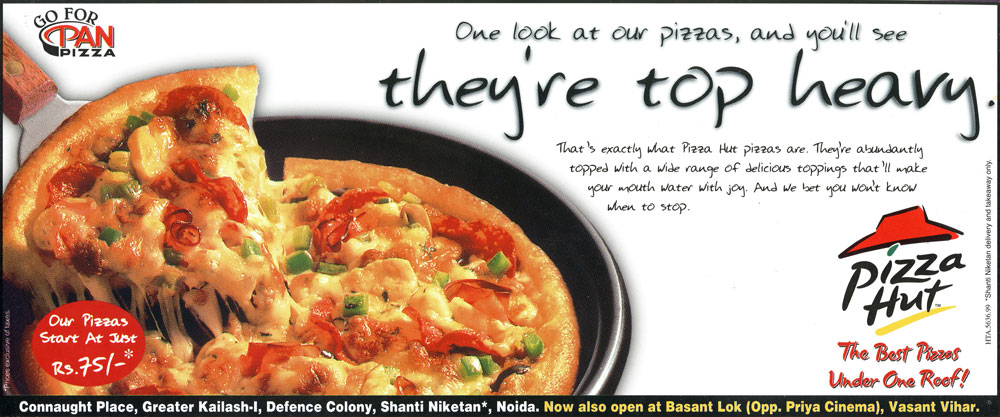 GO FOR
PAN
PIZZA
One look at our pizzas, and you'll see
they're top heavy.
That's exactly what Pizza Hut pizzas are. They're abundantly
topped with a wide range of delicious toppings that'll make
your mouth water with joy. And we bet you won't know
when to stop.
Pizza
Hut™
The Best Pizzas
Under One Roof!
Our Pizzas
Start At Just
Rs.75/-*
*Prices exclusive of taxes.
HTA.5636.99 *Shanti Niketan delivery and takeaway only.
Connaught Place, Greater Kailash-I, Defence Colony, Shanti Niketan*, Noida. Now also open at Basant Lok (Opp. Priya Cinema), Vasant Vihar.